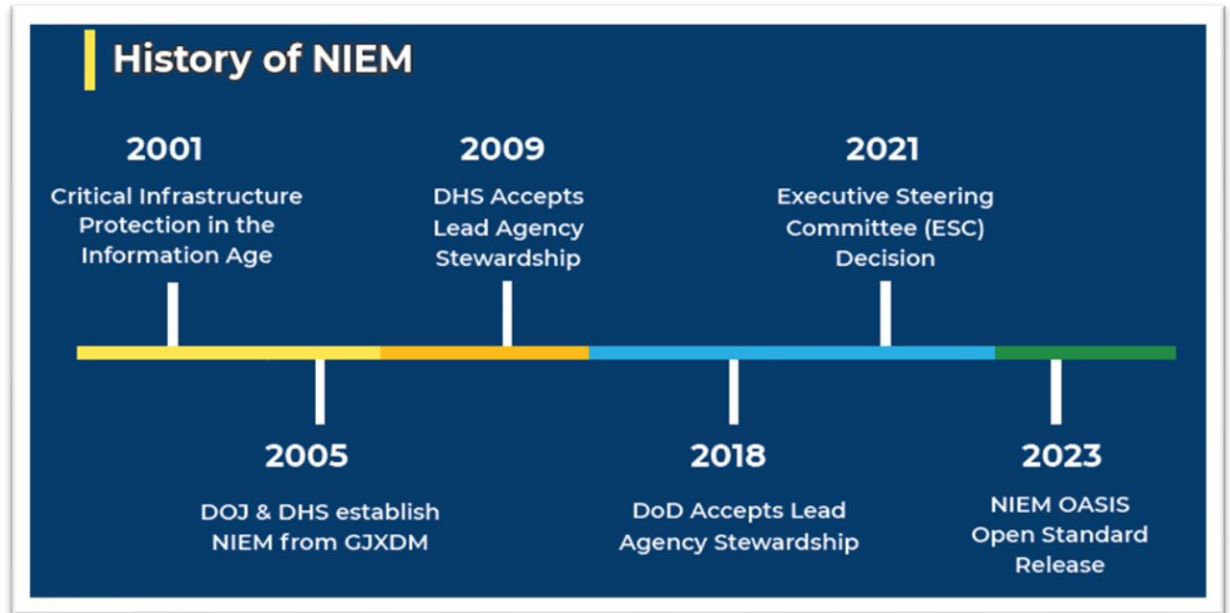 History of NIEM
2001
Critical Infrastructure
Protection in the
Information Age
2009
DHS Accepts
Lead Agency
Stewardship
2021
Executive Steering
Committee (ESC)
Decision
2005
DOJ & DHS establish
NIEM from GJXDM
2018
DoD Accepts Lead
Agency Stewardship
2023
NIEM OASIS
Open Standard
Release